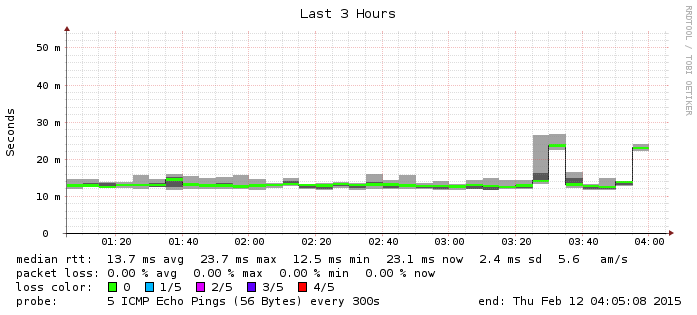 Last 3 Hours
RRDTOOL / TOBI OETIKER
Seconds
50 m
40 m
30 m
20 m
10 m
0
01:20 01:40 02:00 02:20 02:40 03:00 03:20 03:40 04:00
median rtt: 13.7 ms avg 23.7 ms max 12.5 ms min 23.1 ms now 2.4 ms sd 5.6 am/s
packet loss: 0.00 % avg 0.00 % max 0.00 % min 0.00 % now
loss color: 0 1/5 2/5 3/5 4/5
probe: 5 ICMP Echo Pings (56 Bytes) every 300s end: Thu Feb 12 04:05:08 2015